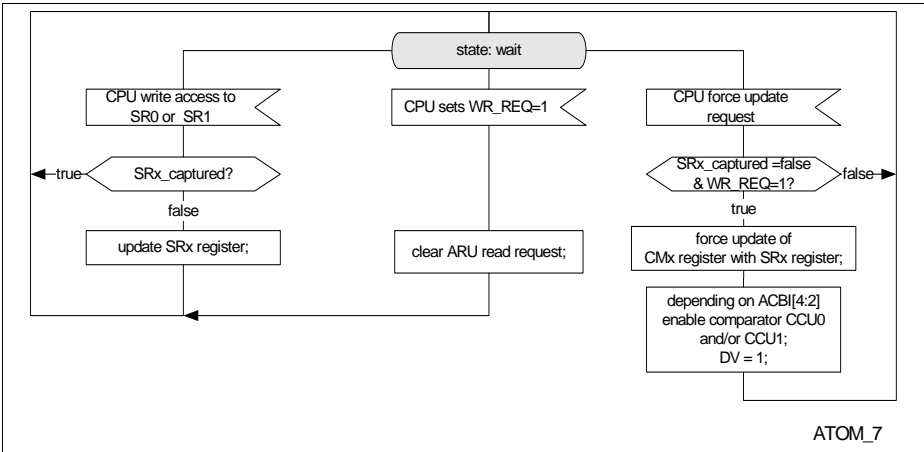 state: wait
CPU write access to
SR0 or SR1
CPU sets WR_REQ=1
CPU force update
request
true
SRx_captured?
SRx_captured =false
& WR_REQ=1?
false
false
true
update SRx register;
clear ARU read request;
force update of
CMx register with SRx register;
depending on ACBI[4:2]
enable comparator CCU0
and/or CCU1;
DV = 1;
ATOM_7